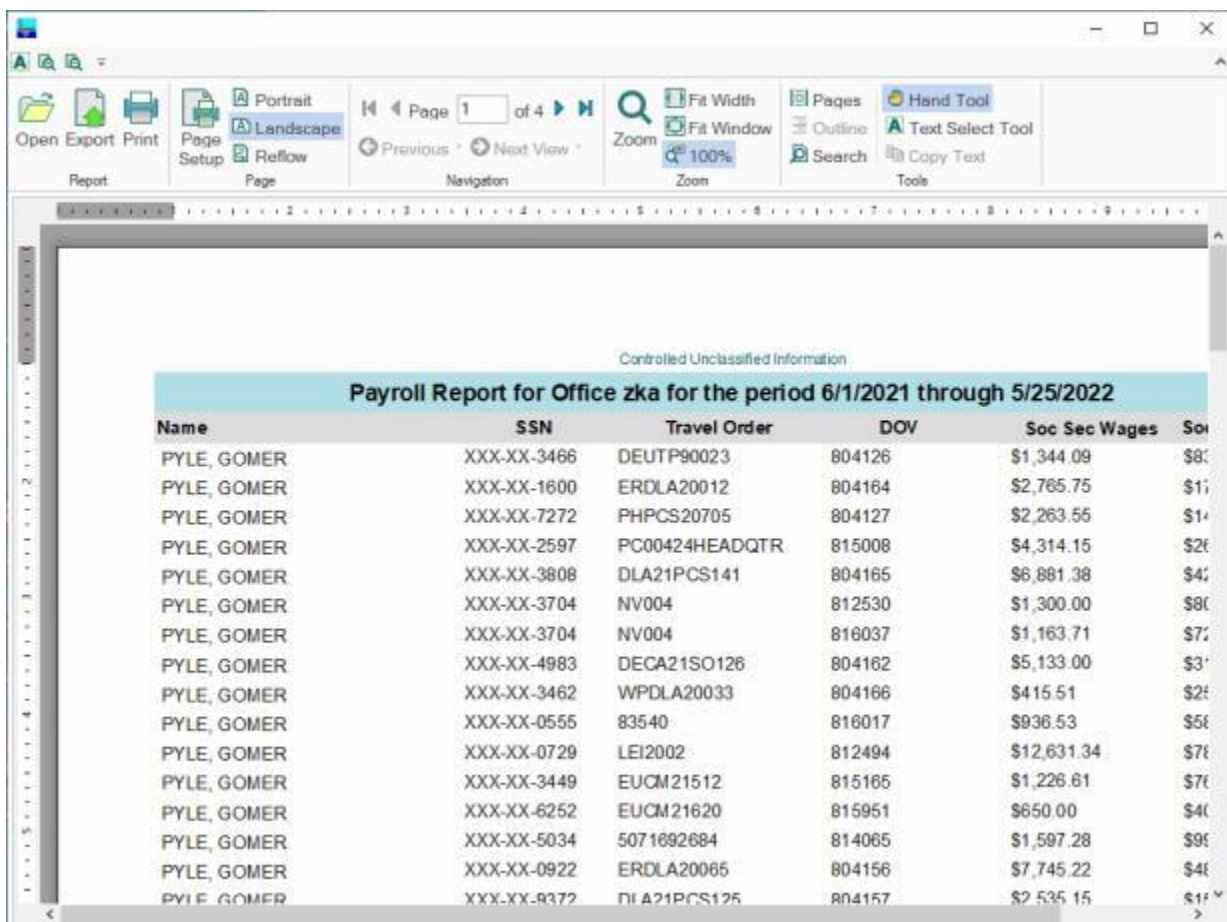 Open Export Print Page Setup Portrait Landscape Reflow Page 1 of 4 Previous Next View Zoom Fit Width Fit Window 100% Pages Outline Search Hand Tool Text Select Tool Copy Text
Report Page Navigation Zoom Tools
Controlled Unclassified Information
Payroll Report for Office zka for the period 6/1/2021 through 5/25/2022
Name SSN Travel Order DOV Soc Sec Wages
PYLE, GOMER XXX-XX-3466 DEUTP90023 804126 $1,344.09
PYLE, GOMER XXX-XX-1600 ERDLA20012 804164 $2,765.75
PYLE, GOMER XXX-XX-7272 PHPCS20705 804127 $2,263.55
PYLE, GOMER XXX-XX-2597 PC00424HEADQTR 815008 $4,314.15
PYLE, GOMER XXX-XX-3808 DLA21PCS141 804165 $6,881.38
PYLE, GOMER XXX-XX-3704 NV004 812530 $1,300.00
PYLE, GOMER XXX-XX-3704 NV004 816037 $1,163.71
PYLE, GOMER XXX-XX-4983 DECA21SO126 804162 $5,133.00
PYLE, GOMER XXX-XX-3462 WPDLA20033 804166 $415.51
PYLE, GOMER XXX-XX-0555 83540 816017 $936.53
PYLE, GOMER XXX-XX-0729 LEI2002 812494 $12,631.34
PYLE, GOMER XXX-XX-3449 EUCM21512 815165 $1,226.61
PYLE, GOMER XXX-XX-6252 EUCM21620 815951 $650.00
PYLE, GOMER XXX-XX-5034 5071692684 814065 $1,597.28
PYLE, GOMER XXX-XX-0922 ERDLA20065 804156 $7,745.22
PYLE, GOMER XXX-XX-9372 DLA21PCS125 804157 $2,535.15